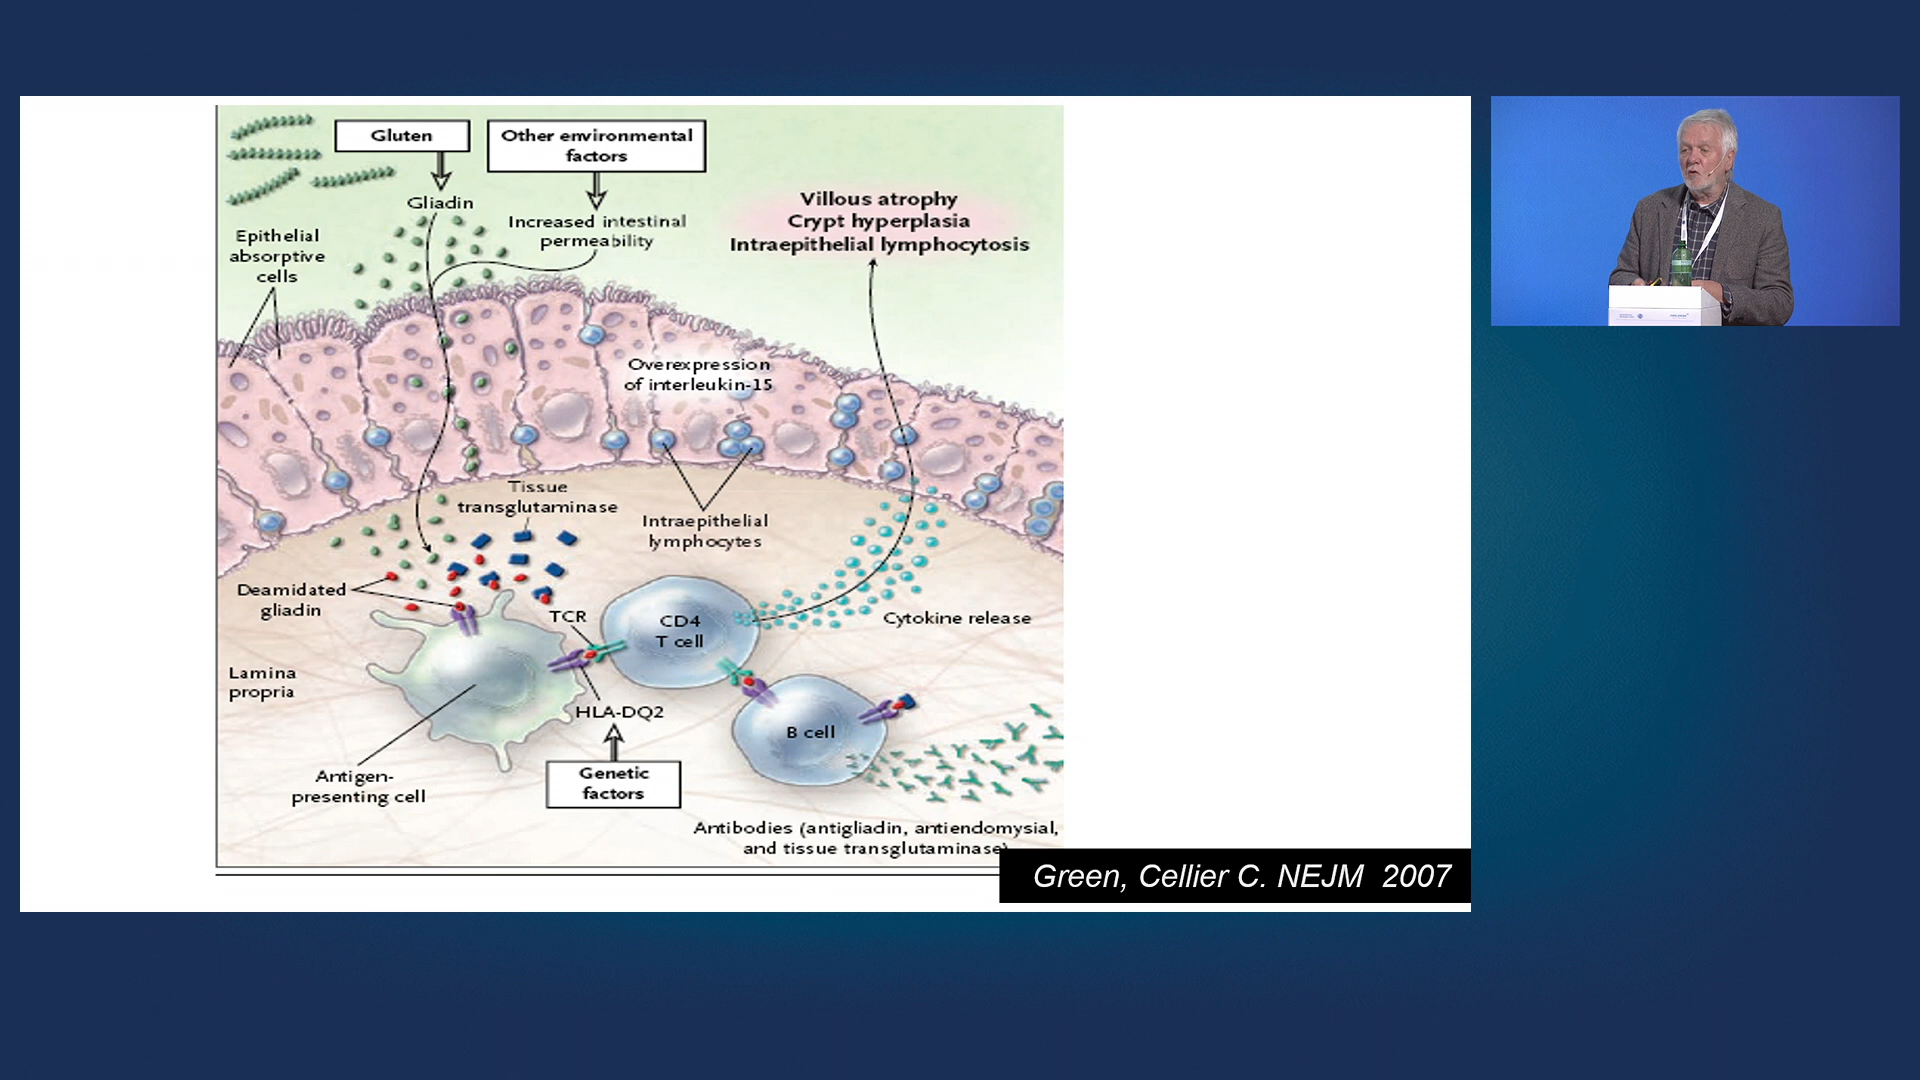 Gluten
Other environmental
factors
Gliadin
Increased intestinal
permeability
Villous atrophy
Crypt hyperplasia
Intraepithelial lymphocytosis
Epithelial
absorptive
cells
Overexpression
of interleukin-15
Tissue
transglutaminase
Intraepithelial
lymphocytes
Deamidated
gliadin
TCR
CD4
T cell
Cytokine release
Lamina
propria
HLA-DQ2
B cell
Antigen-
presenting cell
Genetic
factors
Antibodies (antigliadin, antiendomysial,
and tissue transglutaminase)
Green, Cellier C. NEJM 2007